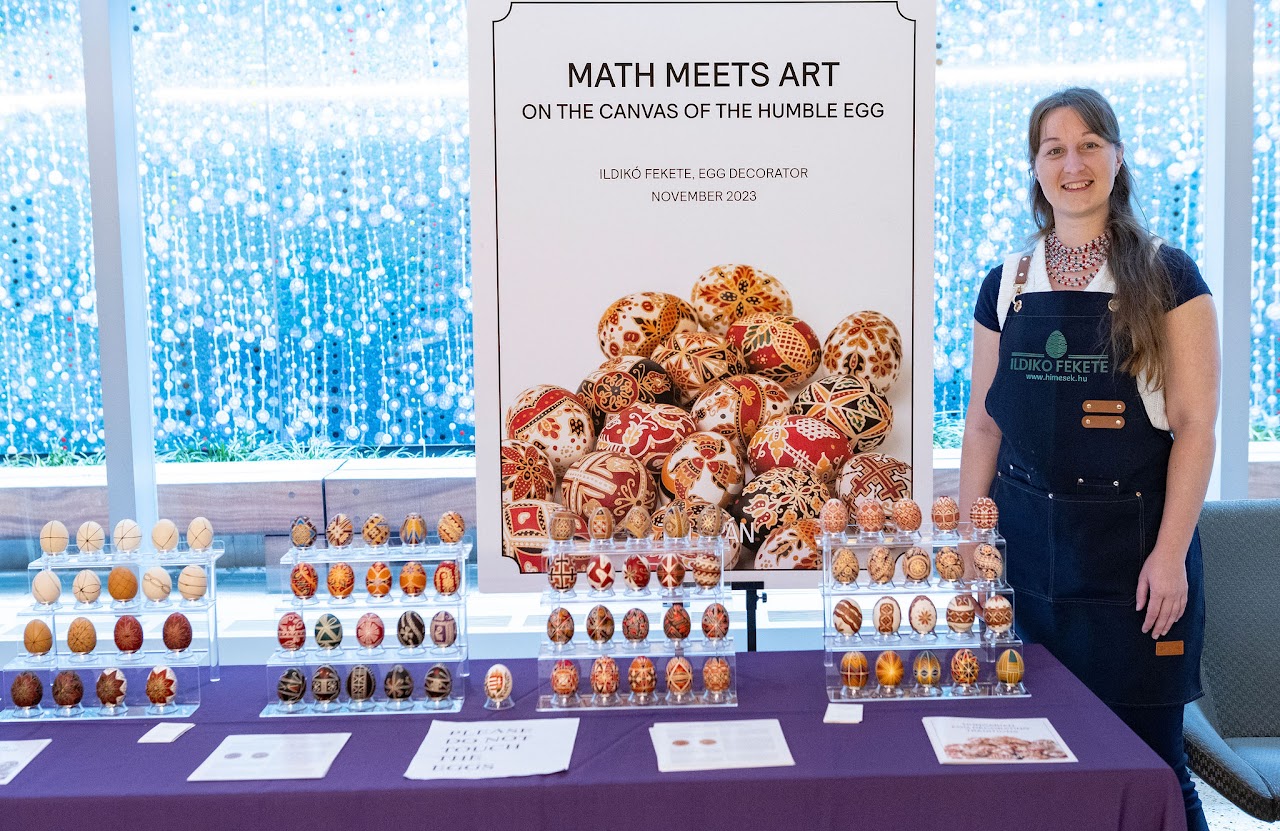 MATH MEETS ART
ON THE CANVAS OF THE HUMBLE EGG
ILDIKÓ FEKETE, EGG DECORATOR
NOVEMBER 2023
ILDIKO FEKETE
www.himesek.hu
PLEASE
DO NOT
TOUCH
THE
EGGS